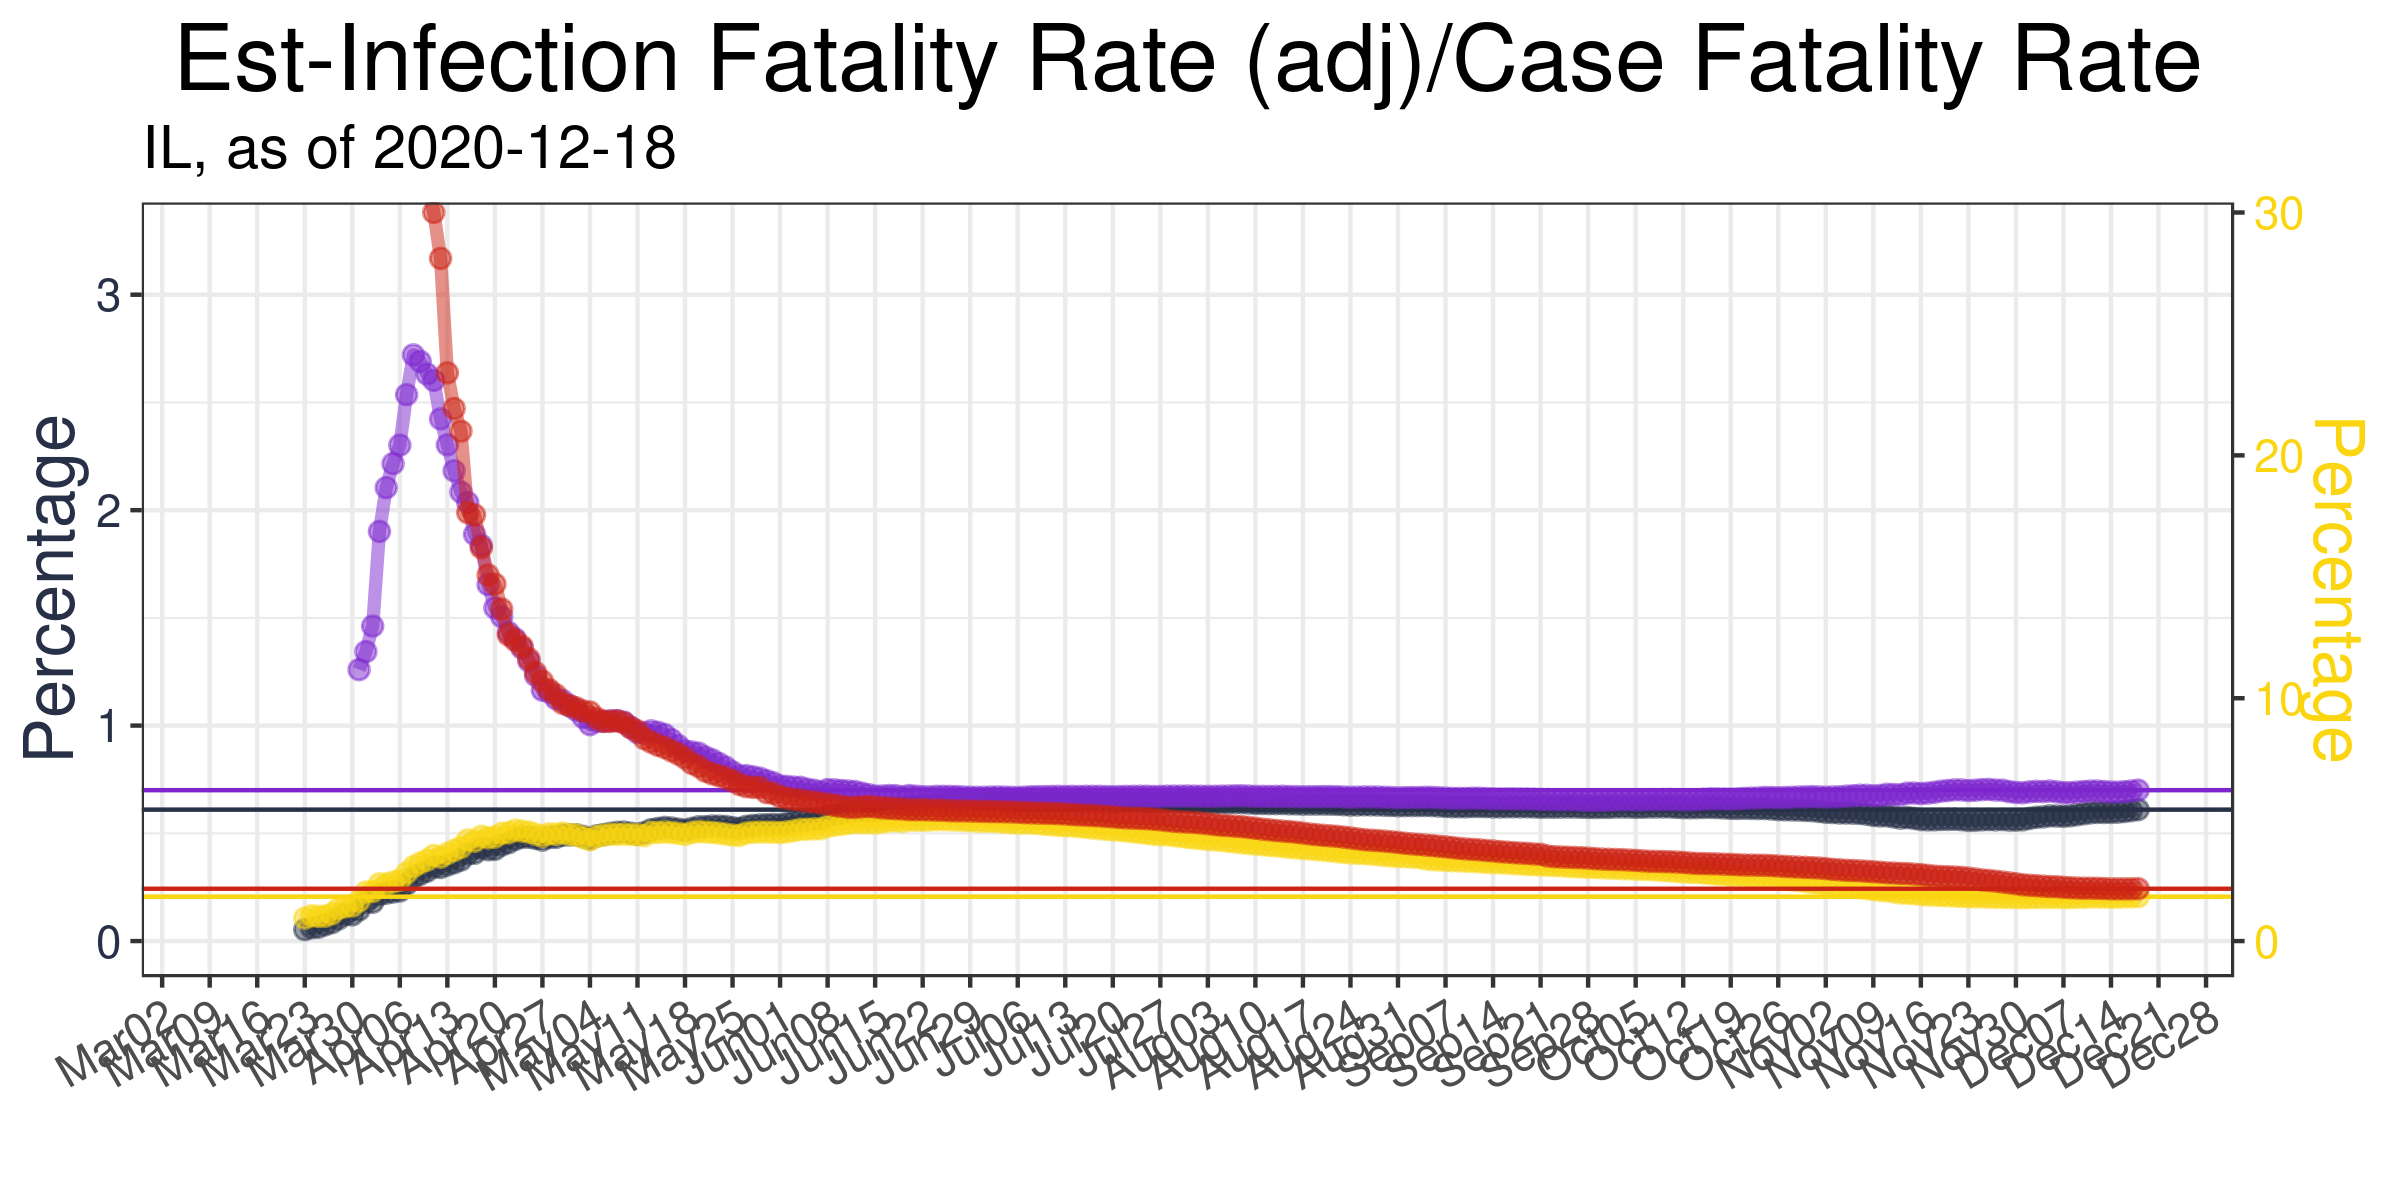 Est-Infection Fatality Rate (adj)/Case Fatality Rate
IL, as of 2020-12-18
Percentage
3
2
1
0
30
20
10
0
Percentage
Mar02
Mar09
Mar16
Mar23
Mar30
Apr06
Apr13
Apr20
Apr27
May04
May11
May18
May25
Jun01
Jun08
Jun15
Jun22
Jun29
Jul06
Jul13
Jul20
Jul27
Aug03
Aug10
Aug17
Aug24
Aug31
Sep07
Sep14
Sep21
Sep28
Oct05
Oct12
Oct19
Oct26
Nov02
Nov09
Nov16
Nov23
Nov30
Dec07
Dec14
Dec21
Dec28